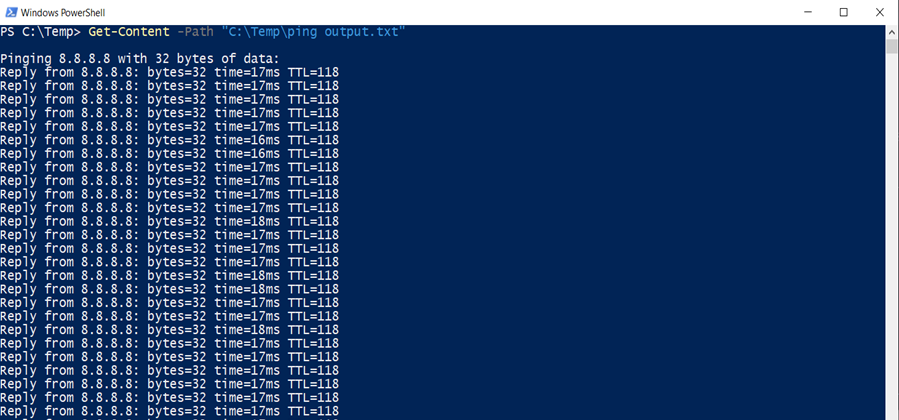 Windows PowerShell
PS C:\Temp> Get-Content -Path "C:\Temp\ping output.txt"
Pinging 8.8.8.8 with 32 bytes of data:
Reply from 8.8.8.8: bytes=32 time=17ms TTL=118
Reply from 8.8.8.8: bytes=32 time=17ms TTL=118
Reply from 8.8.8.8: bytes=32 time=17ms TTL=118
Reply from 8.8.8.8: bytes=32 time=17ms TTL=118
Reply from 8.8.8.8: bytes=32 time=17ms TTL=118
Reply from 8.8.8.8: bytes=32 time=16ms TTL=118
Reply from 8.8.8.8: bytes=32 time=16ms TTL=118
Reply from 8.8.8.8: bytes=32 time=17ms TTL=118
Reply from 8.8.8.8: bytes=32 time=17ms TTL=118
Reply from 8.8.8.8: bytes=32 time=17ms TTL=118
Reply from 8.8.8.8: bytes=32 time=17ms TTL=118
Reply from 8.8.8.8: bytes=32 time=18ms TTL=118
Reply from 8.8.8.8: bytes=32 time=17ms TTL=118
Reply from 8.8.8.8: bytes=32 time=17ms TTL=118
Reply from 8.8.8.8: bytes=32 time=17ms TTL=118
Reply from 8.8.8.8: bytes=32 time=18ms TTL=118
Reply from 8.8.8.8: bytes=32 time=18ms TTL=118
Reply from 8.8.8.8: bytes=32 time=17ms TTL=118
Reply from 8.8.8.8: bytes=32 time=17ms TTL=118
Reply from 8.8.8.8: bytes=32 time=18ms TTL=118
Reply from 8.8.8.8: bytes=32 time=17ms TTL=118
Reply from 8.8.8.8: bytes=32 time=17ms TTL=118
Reply from 8.8.8.8: bytes=32 time=17ms TTL=118
Reply from 8.8.8.8: bytes=32 time=17ms TTL=118
Reply from 8.8.8.8: bytes=32 time=17ms TTL=118
Reply from 8.8.8.8: bytes=32 time=17ms TTL=118